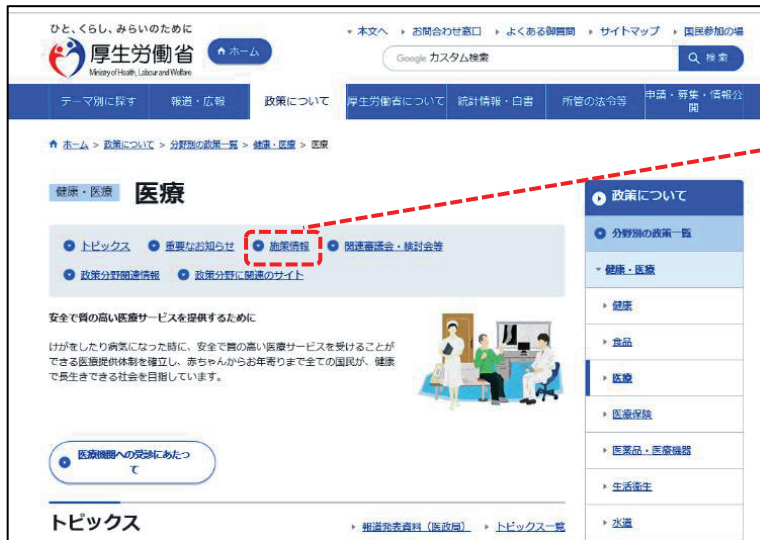 ひと、くらし、みらいのために
厚生労働省
Ministry of Health, Labour and Welfare
ホーム
本文へ お問合わせ窓口 よくある御質問 サイトマップ 国民参加の場
Google カスタム検索
検索
テーマ別に探す 報道・広報 政策について 厚生労働省について 統計情報・白書 所管の法令等 申請・募集・情報公開
ホーム > 政策について > 分野別の政策一覧 > 健康・医療 > 医療
健康・医療 医療
トピックス 重要なお知らせ 施策情報 関連審議会・検討会等
政策分野関連情報 政策分野に関連のサイト
安全で質の高い医療サービスを提供するために
けがをしたり病気になった時に、安全で質の高い医療サービスを受けることが
できる医療提供体制を確立し、赤ちゃんからお年寄りまで全ての国民が、健康
で長生きできる社会を目指しています。
医療機関への受診にあたっ
て
トピックス
報道発表資料（医政局） トピックス一覧
政策について
分野別の政策一覧
健康・医療
健康
食品
医療
医療保険
医薬品・医療機器
生活衛生
水道